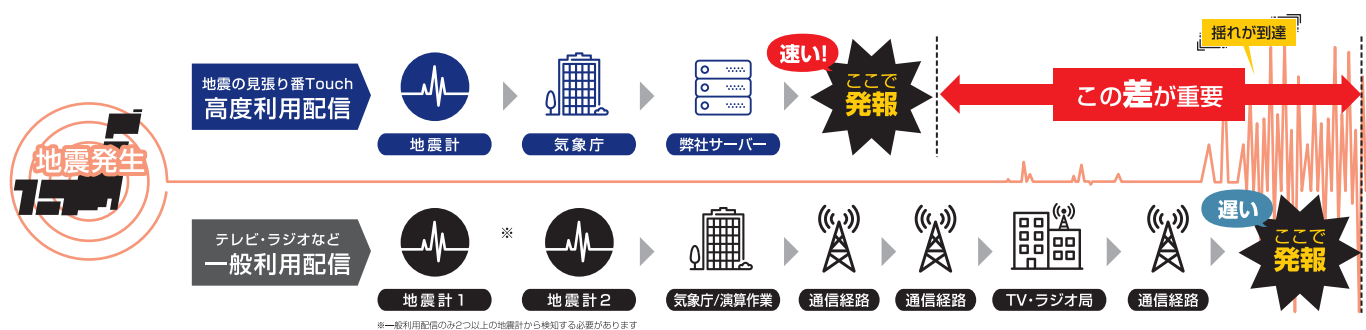 地震発生
地震の見張り番Touch
高度利用配信
地震計
気象庁
弊社サーバー
速い!
ここで
発報
この差が重要
揺れが到達
テレビ・ラジオなど
一般利用配信
地震計1
※
地震計2
気象庁/演算作業
通信経路
通信経路
TV・ラジオ局
通信経路
遅い
ここで
発報
※一般利用配信のみ2つ以上の地震計から検知する必要があります